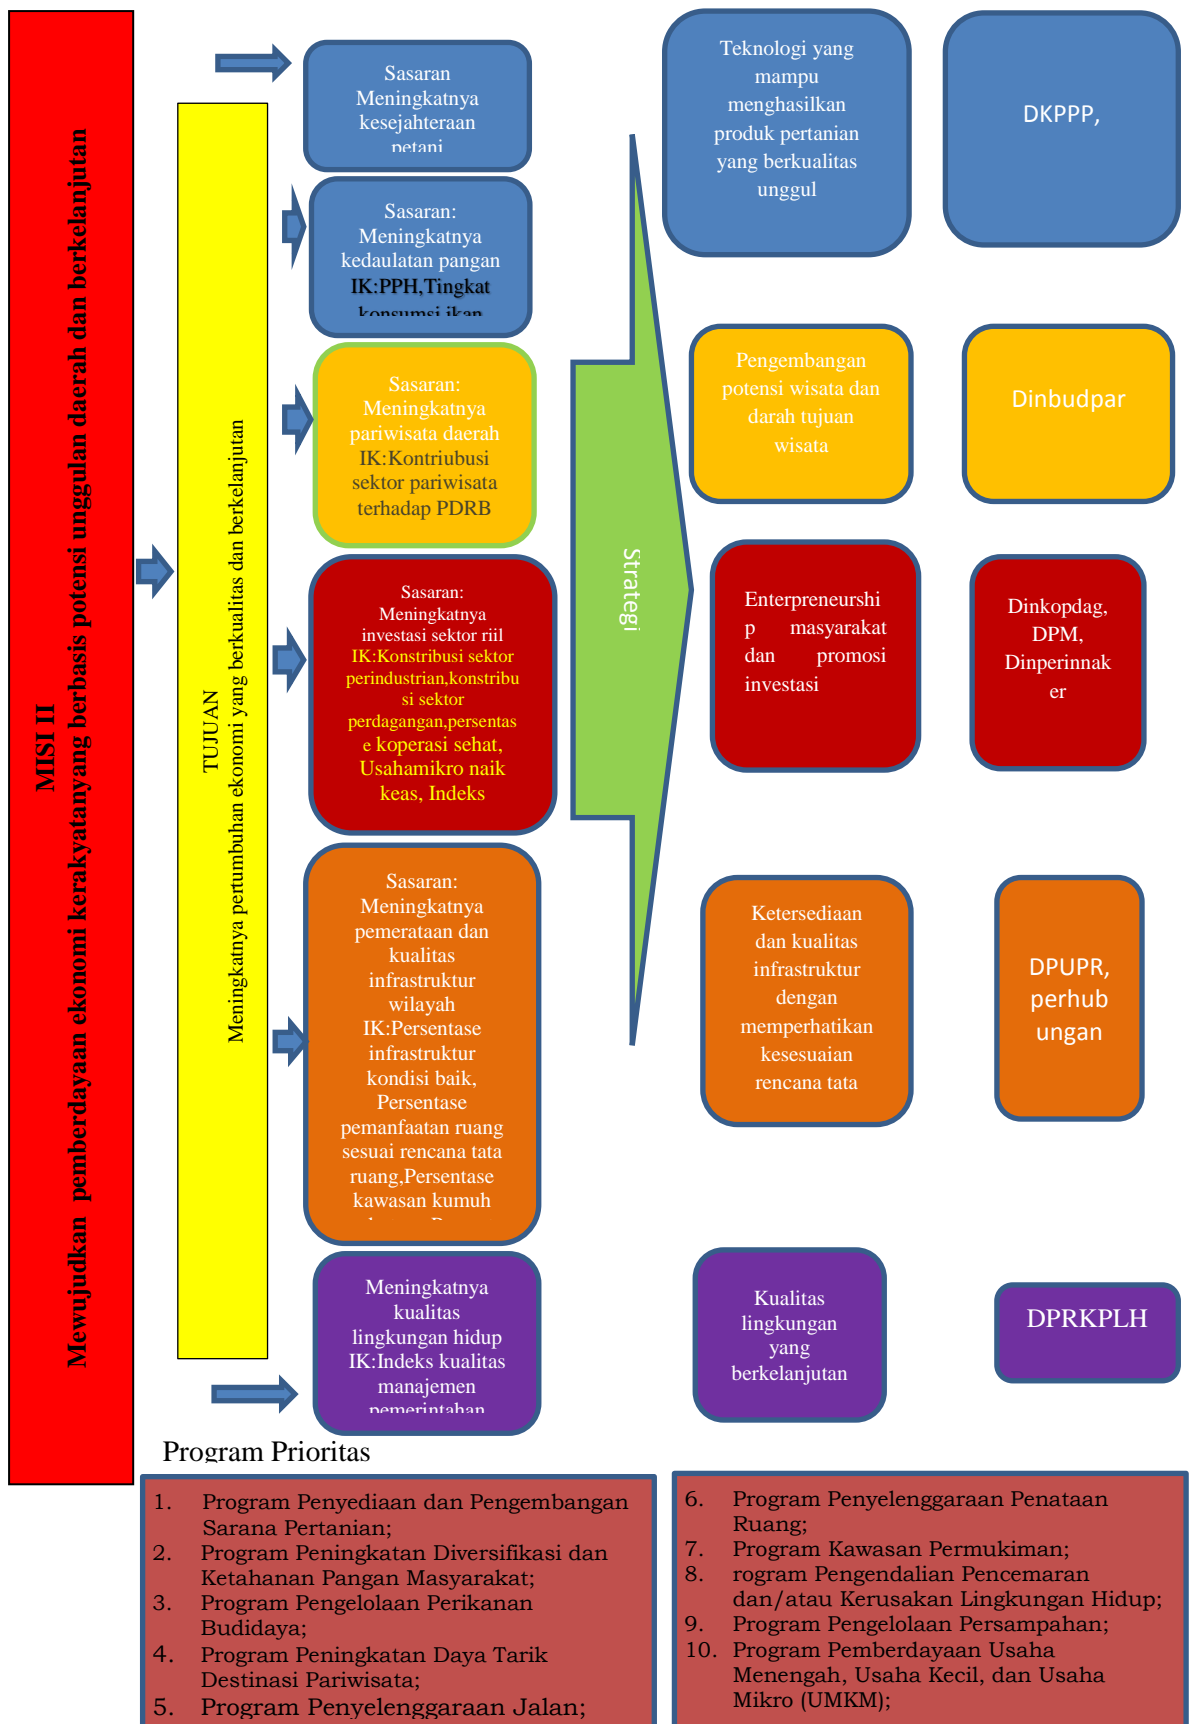 MISI II
Mewujudkan pemberdayaan ekonomi kerakyatanyang berbasis potensi unggulan daerah dan berkelanjutan
TUJUAN
Meningkatnya pertumbuhan ekonomi yang berkualitas dan berkelanjutan
Sasaran
Meningkatnya
kesejahteraan
petani
Sasaran:
Meningkatnya
kedaulatan pangan
IK:PPH,Tingkat
konsumsi ikan
Sasaran:
Meningkatnya
pariwisata daerah
IK:Kontriubusi
sektor pariwisata
terhadap PDRB
Sasaran:
Meningkatnya
investasi sektor riil
IK:Konstribusi sektor
perindustrian,konstribu
si sektor
perdagangan,persentas
e koperasi sehat,
Usahamikro naik
keas, Indeks
Sasaran:
Meningkatnya
pemerataan dan
kualitas
infrastruktur
wilayah
IK:Persentase
infrastruktur
kondisi baik,
Persentase
pemanfaatan ruang
sesuai rencana tata
ruang,Persentase
kawasan kumuh
Meningkatnya
kualitas
lingkungan hidup
IK:Indeks kualitas
manajemen
pemerintahan
Strategi
Teknologi yang
mampu
menghasilkan
produk pertanian
yang berkualitas
unggul
Pengembangan
potensi wisata dan
darah tujuan
wisata
Enterpreneurshi
p masyarakat
dan promosi
investasi
Ketersediaan
dan kualitas
infrastruktur
dengan
memperhatikan
kesesuaian
rencana tata
Kualitas
lingkungan
yang
berkelanjutan
DKPPP,
Dinbudpar
Dinkopdag,
DPM,
Dinperinnak
er
DPUPR,
perhub
ungan
DPRKPLH
Program Prioritas
1. Program Penyediaan dan Pengembangan
Sarana Pertanian;
2. Program Peningkatan Diversifikasi dan
Ketahanan Pangan Masyarakat;
3. Program Pengelolaan Perikanan
Budidaya;
4. Program Peningkatan Daya Tarik
Destinasi Pariwisata;
5. Program Penyelenggaraan Jalan;
6. Program Penyelenggaraan Penataan
Ruang;
7. Program Kawasan Permukiman;
8. rogram Pengendalian Pencemaran
dan/atau Kerusakan Lingkungan Hidup;
9. Program Pengelolaan Persampahan;
10. Program Pemberdayaan Usaha
Menengah, Usaha Kecil, dan Usaha
Mikro (UMKM);